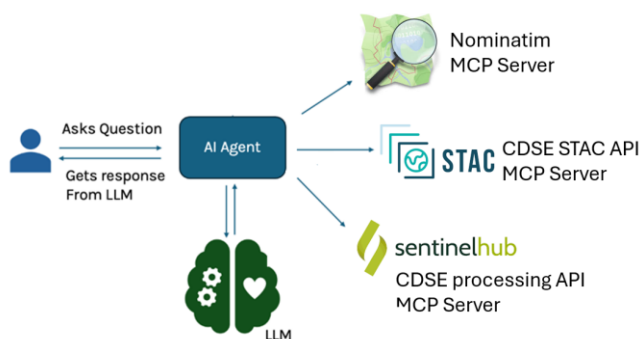 Nominatim
MCP Server
Asks Question
AI Agent
Gets response
From LLM
STAC
CDSE STAC API
MCP Server
sentinelhub
CDSE processing API
MCP Server
LLM